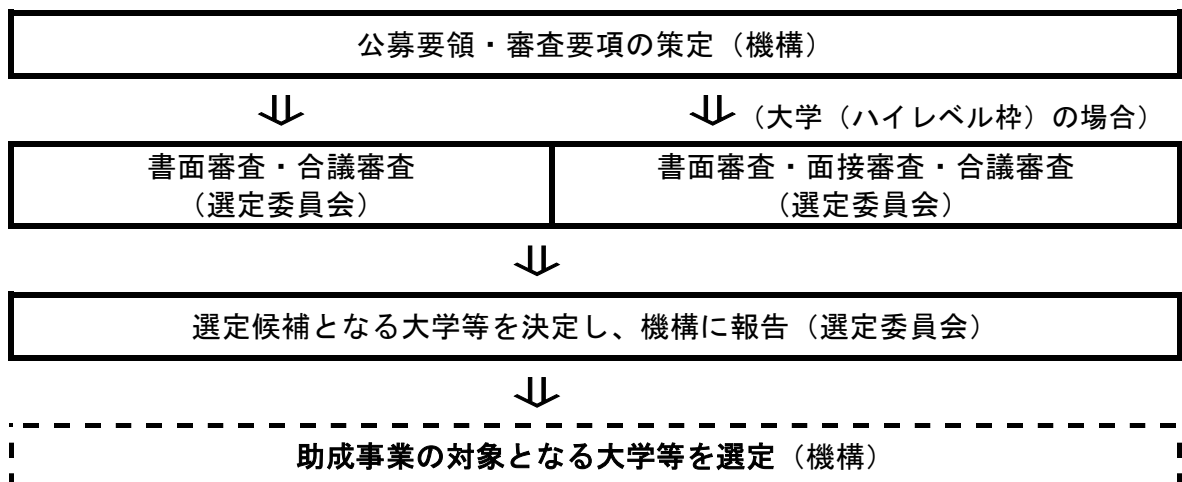 公募要領・審査要項の策定（機構）
⇓
⇓（大学（ハイレベル枠）の場合）
書面審査・合議審査
（選定委員会）
書面審査・面接審査・合議審査
（選定委員会）
⇓
選定候補となる大学等を決定し、機構に報告（選定委員会）
⇓
助成事業の対象となる大学等を選定（機構）